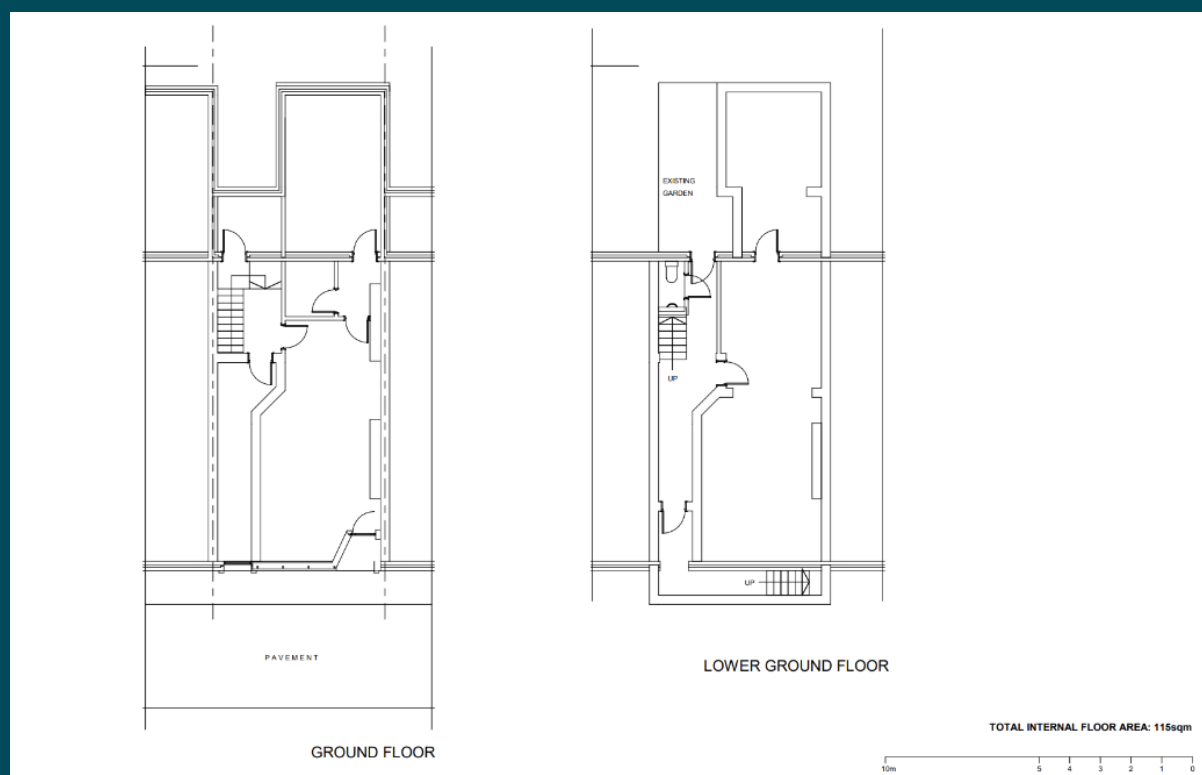 EXISTING
GARDEN
UP
UP
PAVEMENT
LOWER GROUND FLOOR
GROUND FLOOR
TOTAL INTERNAL FLOOR AREA: 115sqm
10m 5 4 3 2 1 0